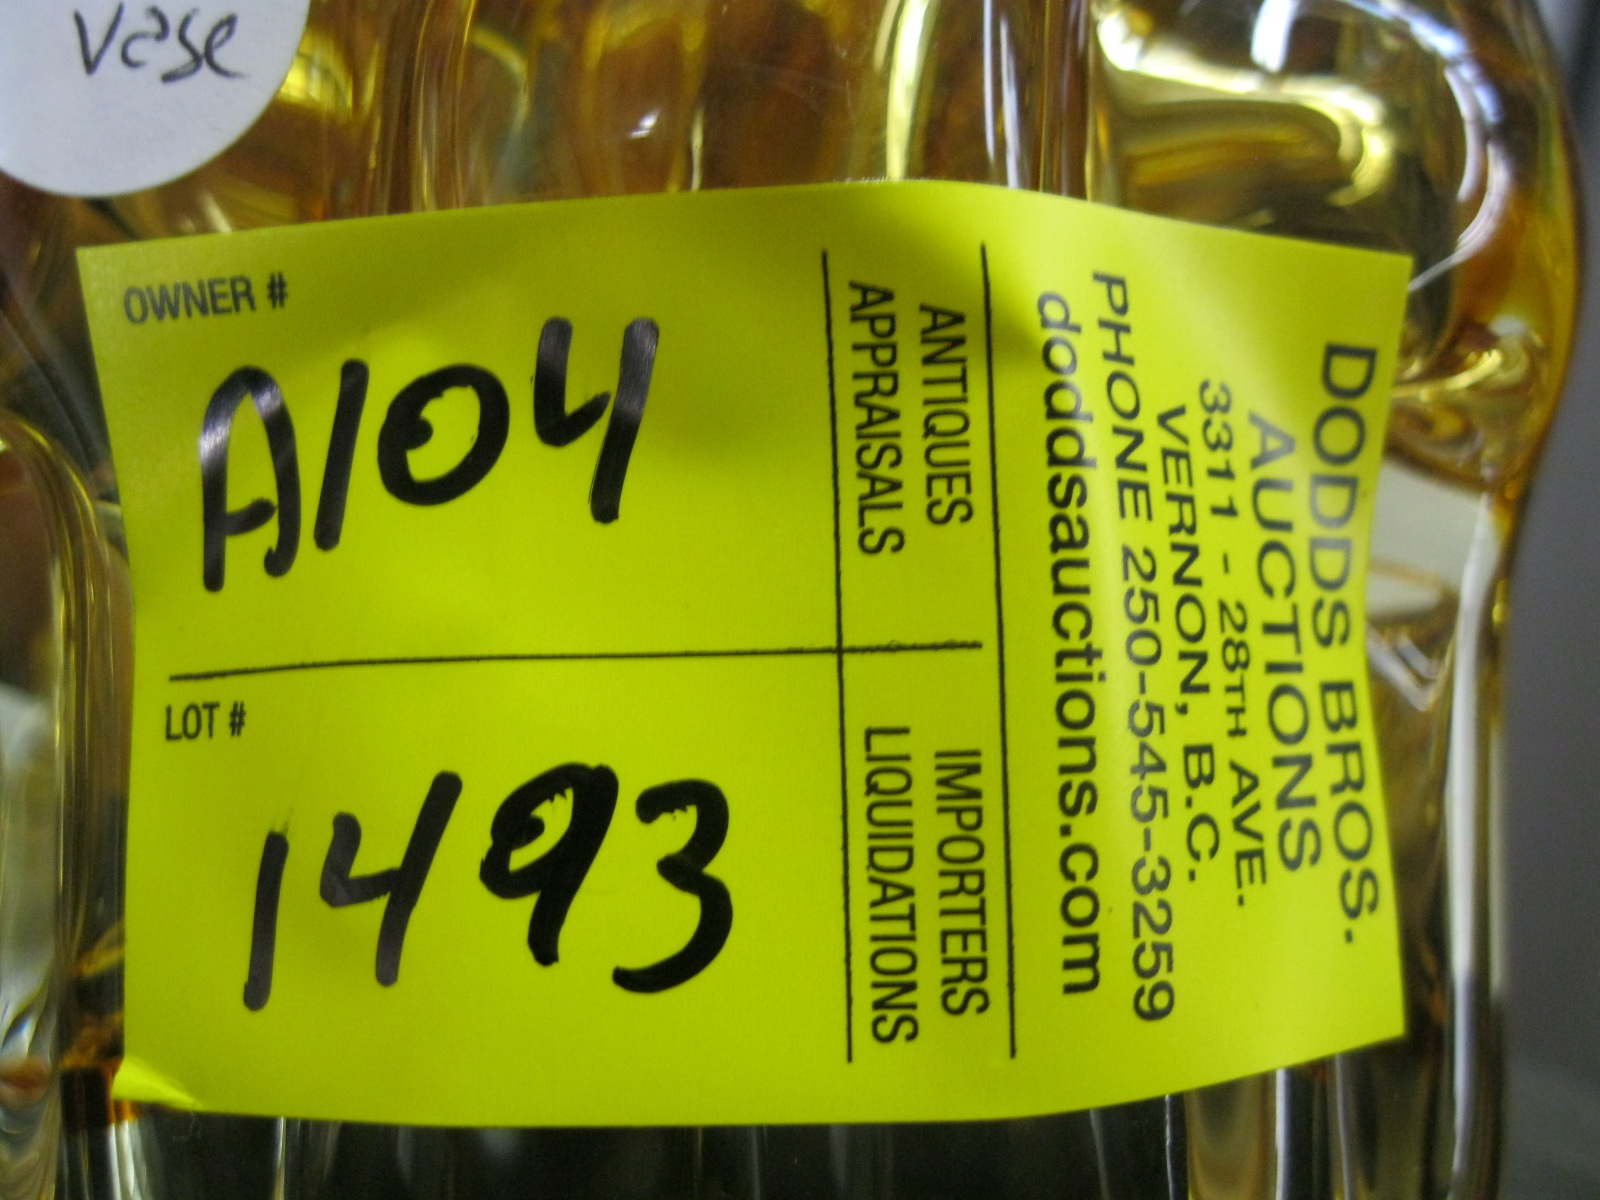 Vase
OWNER #
A104
LOT #
1493
ANTIQUES
APPRAISALS
IMPORTERS
LIQUIDATIONS
DODDS BROS.
AUCTIONS
3311 - 28TH AVE.
VERNON, B.C.
PHONE 250-545-3259
doddsauctions.com